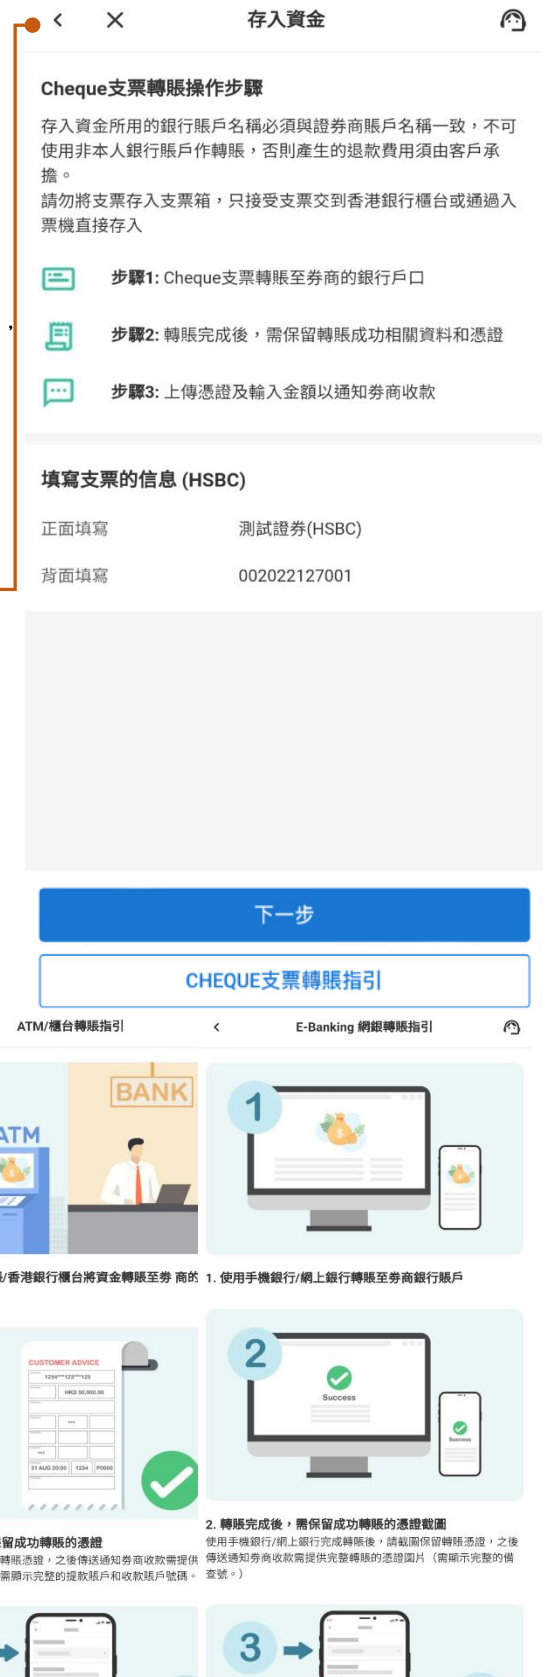 存入資金
Cheque支票轉賬操作步驟
存入資金所用的銀行賬戶名稱必須與證券商賬戶名稱一致，不可
使用非本人銀行賬戶作轉賬，否則產生的退款費用須由客戶承
擔。
請勿將支票存入支票箱，只接受支票交到香港銀行櫃台或通過入
票機直接存入
步驟1: Cheque支票轉賬至券商的銀行戶口
步驟2: 轉賬完成後，需保留轉賬成功相關資料和憑證
步驟3: 上傳憑證及輸入金額以通知券商收款
填寫支票的信息 (HSBC)
正面填寫 測試證券(HSBC)
背面填寫 002022127001
下一步
CHEQUE支票轉賬指引
ATM/櫃台轉賬指引
BANK
ATM
/香港銀行櫃台將資金轉賬至券 商的
CUSTOMER ADVICE
1234***123***123
HKD 50,000.00
31 AUG 20:00 1234 P0000
留成功轉賬的憑證
轉賬憑證，之後傳送通知券商收款需提供
需顯示完整的提款賬戶和收款賬戶號碼。
E-Banking 網銀轉賬指引
1
1. 使用手機銀行/網上銀行轉賬至券商銀行賬戶
2
Success
Success
2. 轉賬完成後，需保留成功轉賬的憑證截圖
使用手機銀行/網上銀行完成轉賬後，請截圖保留轉賬憑證，之後
傳送通知券商收款需提供完整轉賬的憑證圖片（需顯示完整的備
查號。）
3